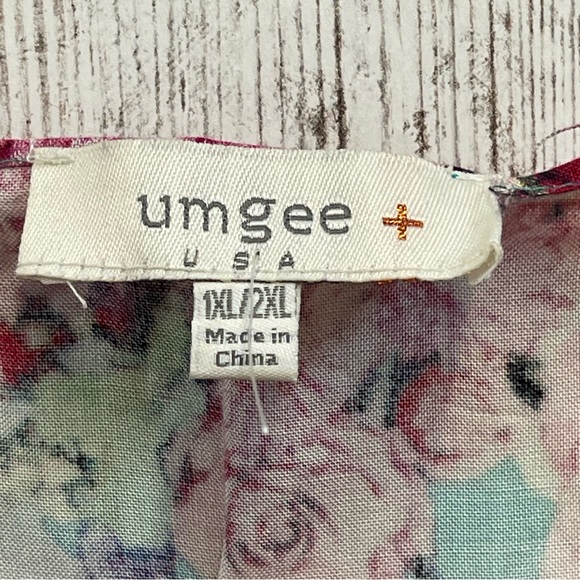 umgee +
USA
1XL/2XL
Made in
China